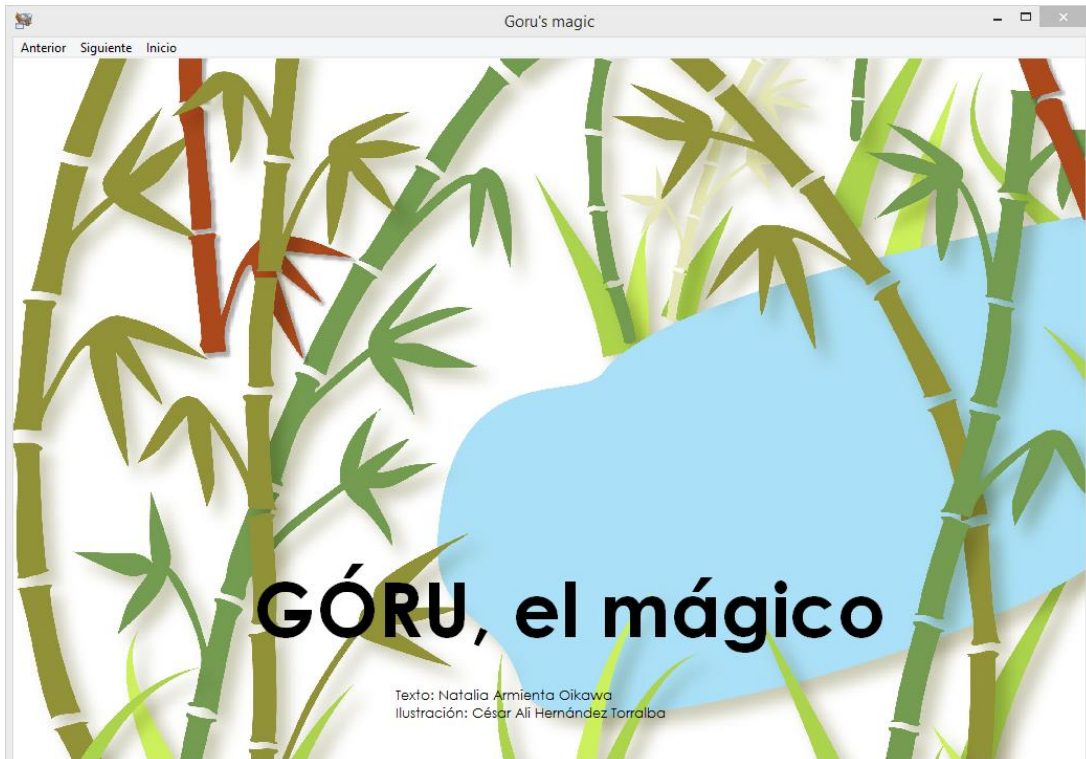 Goru's magic
Anterior Siguiente Inicio
GÓRU, el mágico
Texto: Natalia Armienta Oikawa
Ilustración: César Ali Hernández Torralba